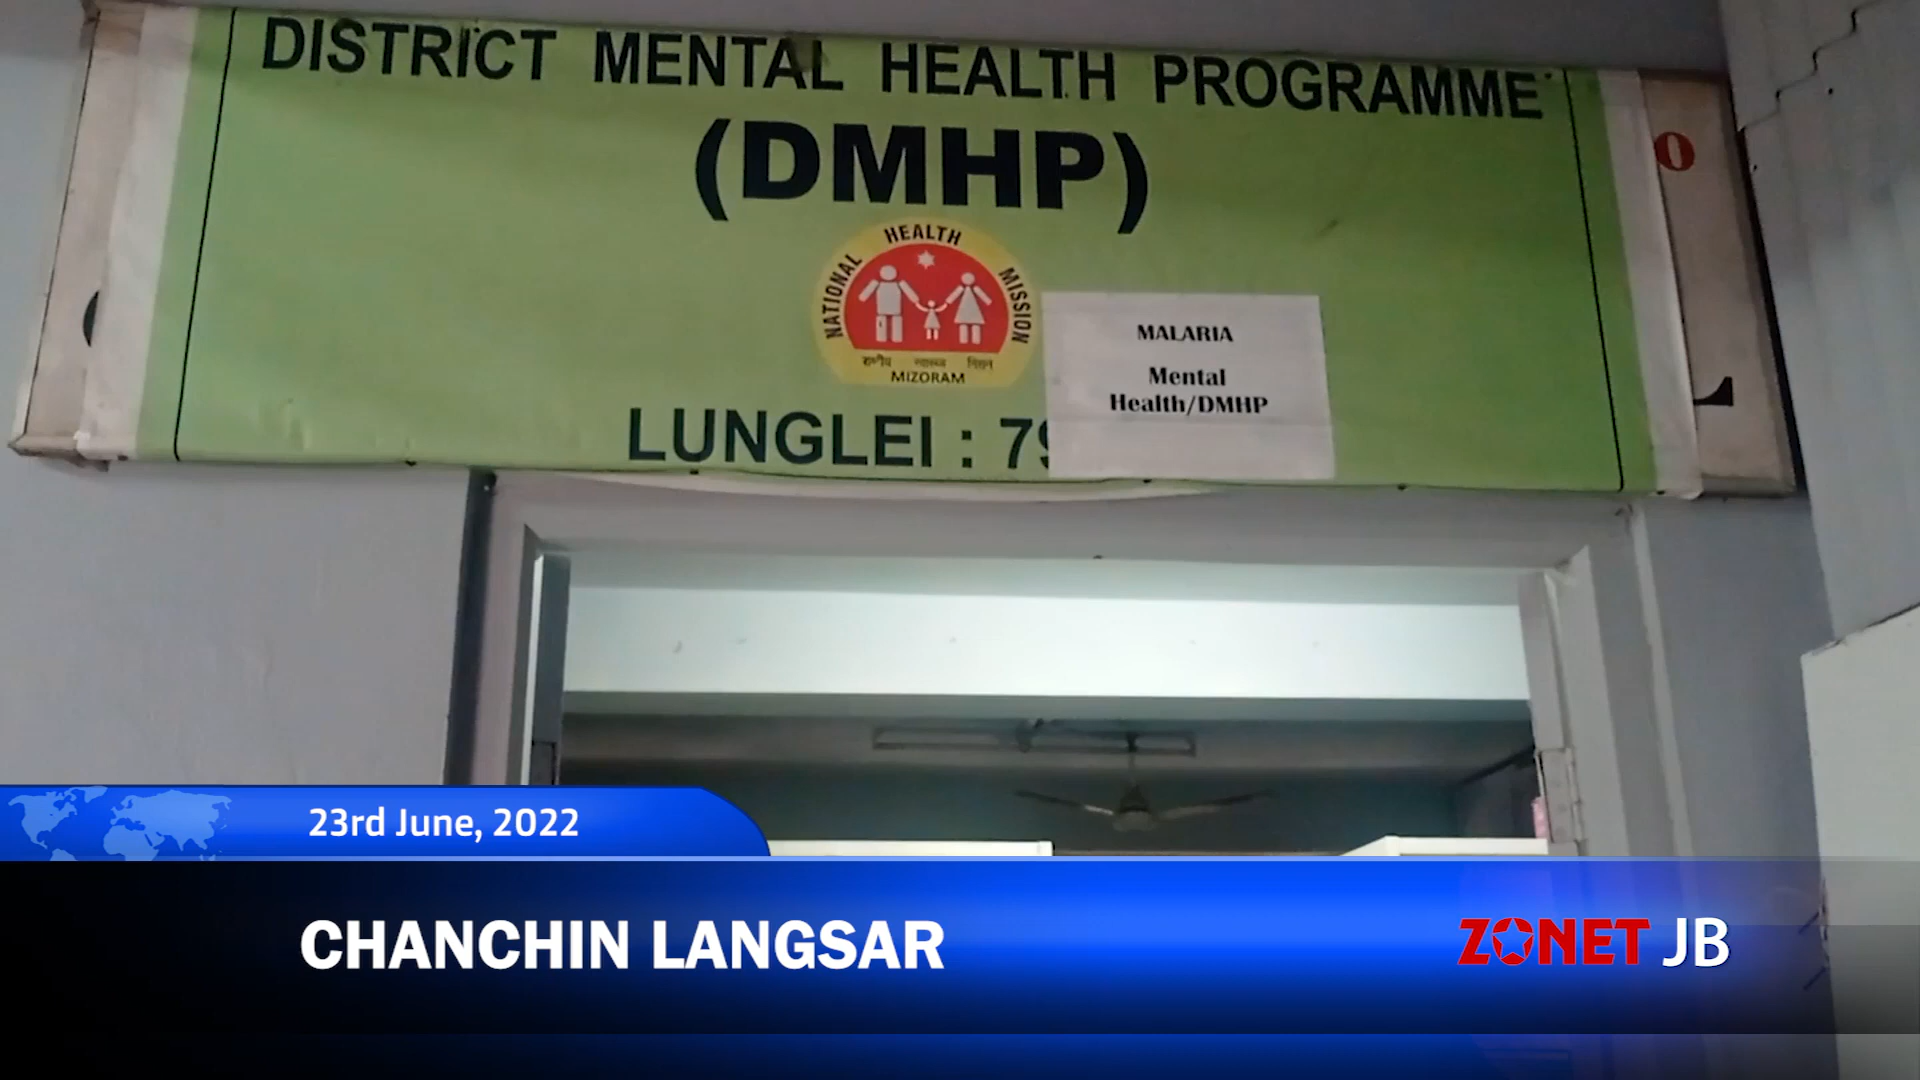 DISTRICT MENTAL HEALTH PROGRAMME
(DMHP)
NATIONAL HEALTH MISSION
राष्ट्रीय स्वास्थ्य मिशन
MIZORAM
MALARIA
Mental
Health/DMHP
LUNGLEI : 79
O
L
23rd June, 2022
CHANCHIN LANGSAR
ZONET JB